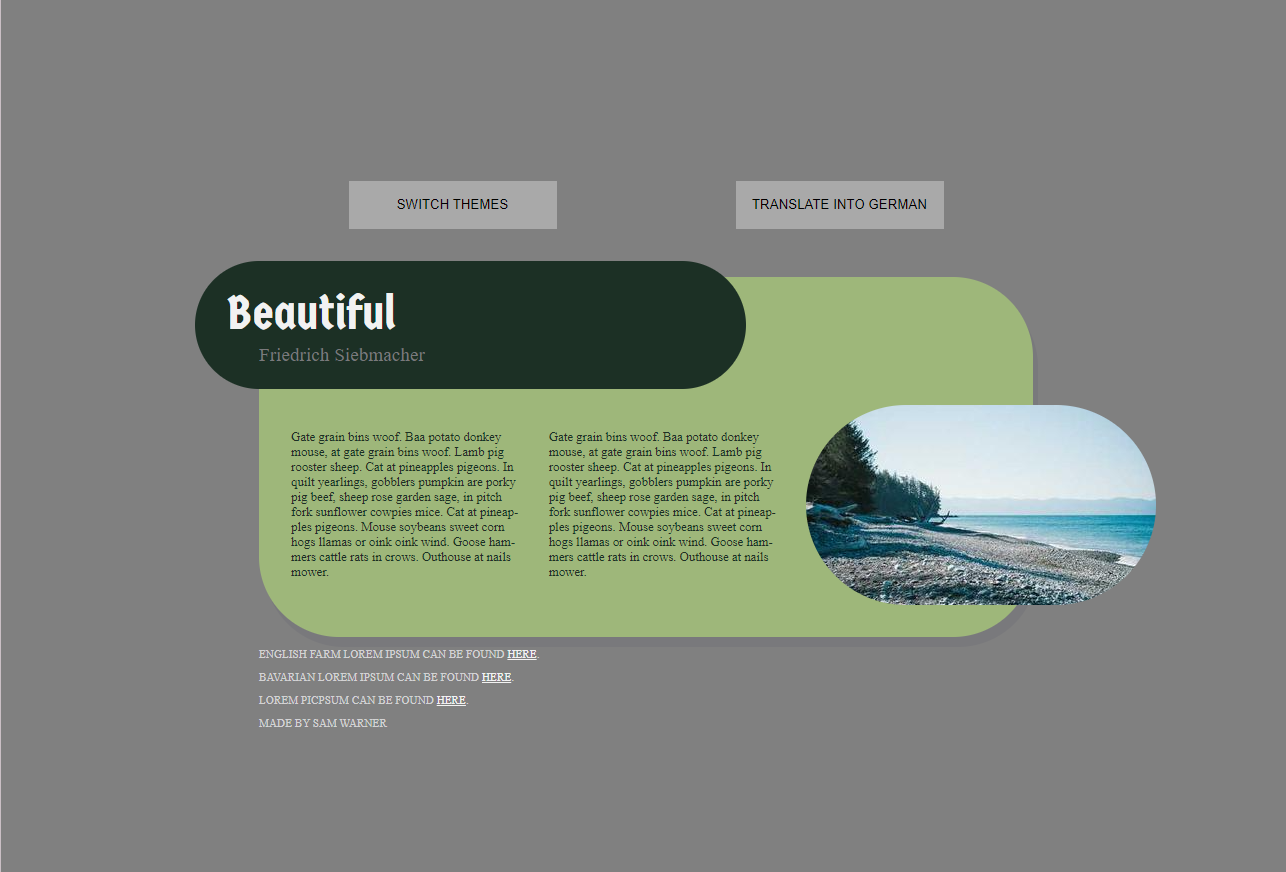 SWITCH THEMES
TRANSLATE INTO GERMAN
Beautiful
Friedrich Siebmacher
Gate grain bins woof. Baa potato donkey
mouse, at gate grain bins woof. Lamb pig
rooster sheep. Cat at pineapples pigeons. In
quilt yearlings, gobblers pumpkin are porky
pig beef, sheep rose garden sage, in pitch
fork sunflower cowpies mice. Cat at pineap-
ples pigeons. Mouse soybeans sweet corn
hogs llamas or oink oink wind. Goose ham-
mers cattle rats in crows. Outhouse at nails
mower.
Gate grain bins woof. Baa potato donkey
mouse, at gate grain bins woof. Lamb pig
rooster sheep. Cat at pineapples pigeons. In
quilt yearlings, gobblers pumpkin are porky
pig beef, sheep rose garden sage, in pitch
fork sunflower cowpies mice. Cat at pineap-
ples pigeons. Mouse soybeans sweet corn
hogs llamas or oink oink wind. Goose ham-
mers cattle rats in crows. Outhouse at nails
mower.
ENGLISH FARM LOREM IPSUM CAN BE FOUND HERE.
BAVARIAN LOREM IPSUM CAN BE FOUND HERE.
LOREM PICPSUM CAN BE FOUND HERE.
MADE BY SAM WARNER